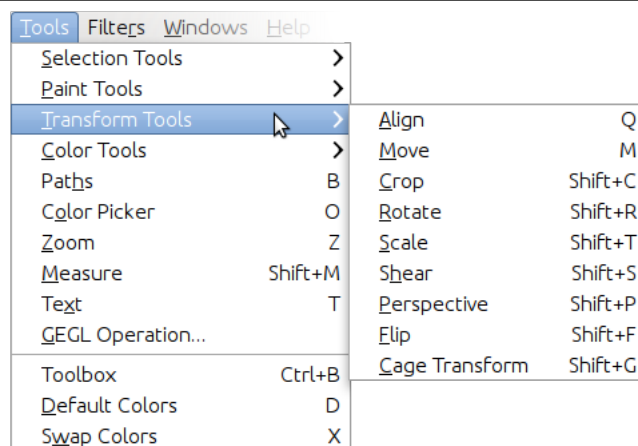 Tools Filters Windows Help
Selection Tools
Paint Tools
Transform Tools
Color Tools
Paths B
Color Picker O
Zoom Z
Measure Shift+M
Text T
GEGL Operation...
Toolbox Ctrl+B
Default Colors D
Swap Colors X
Align Q
Move M
Crop Shift+C
Rotate Shift+R
Scale Shift+T
Shear Shift+S
Perspective Shift+P
Flip Shift+F
Cage Transform Shift+G